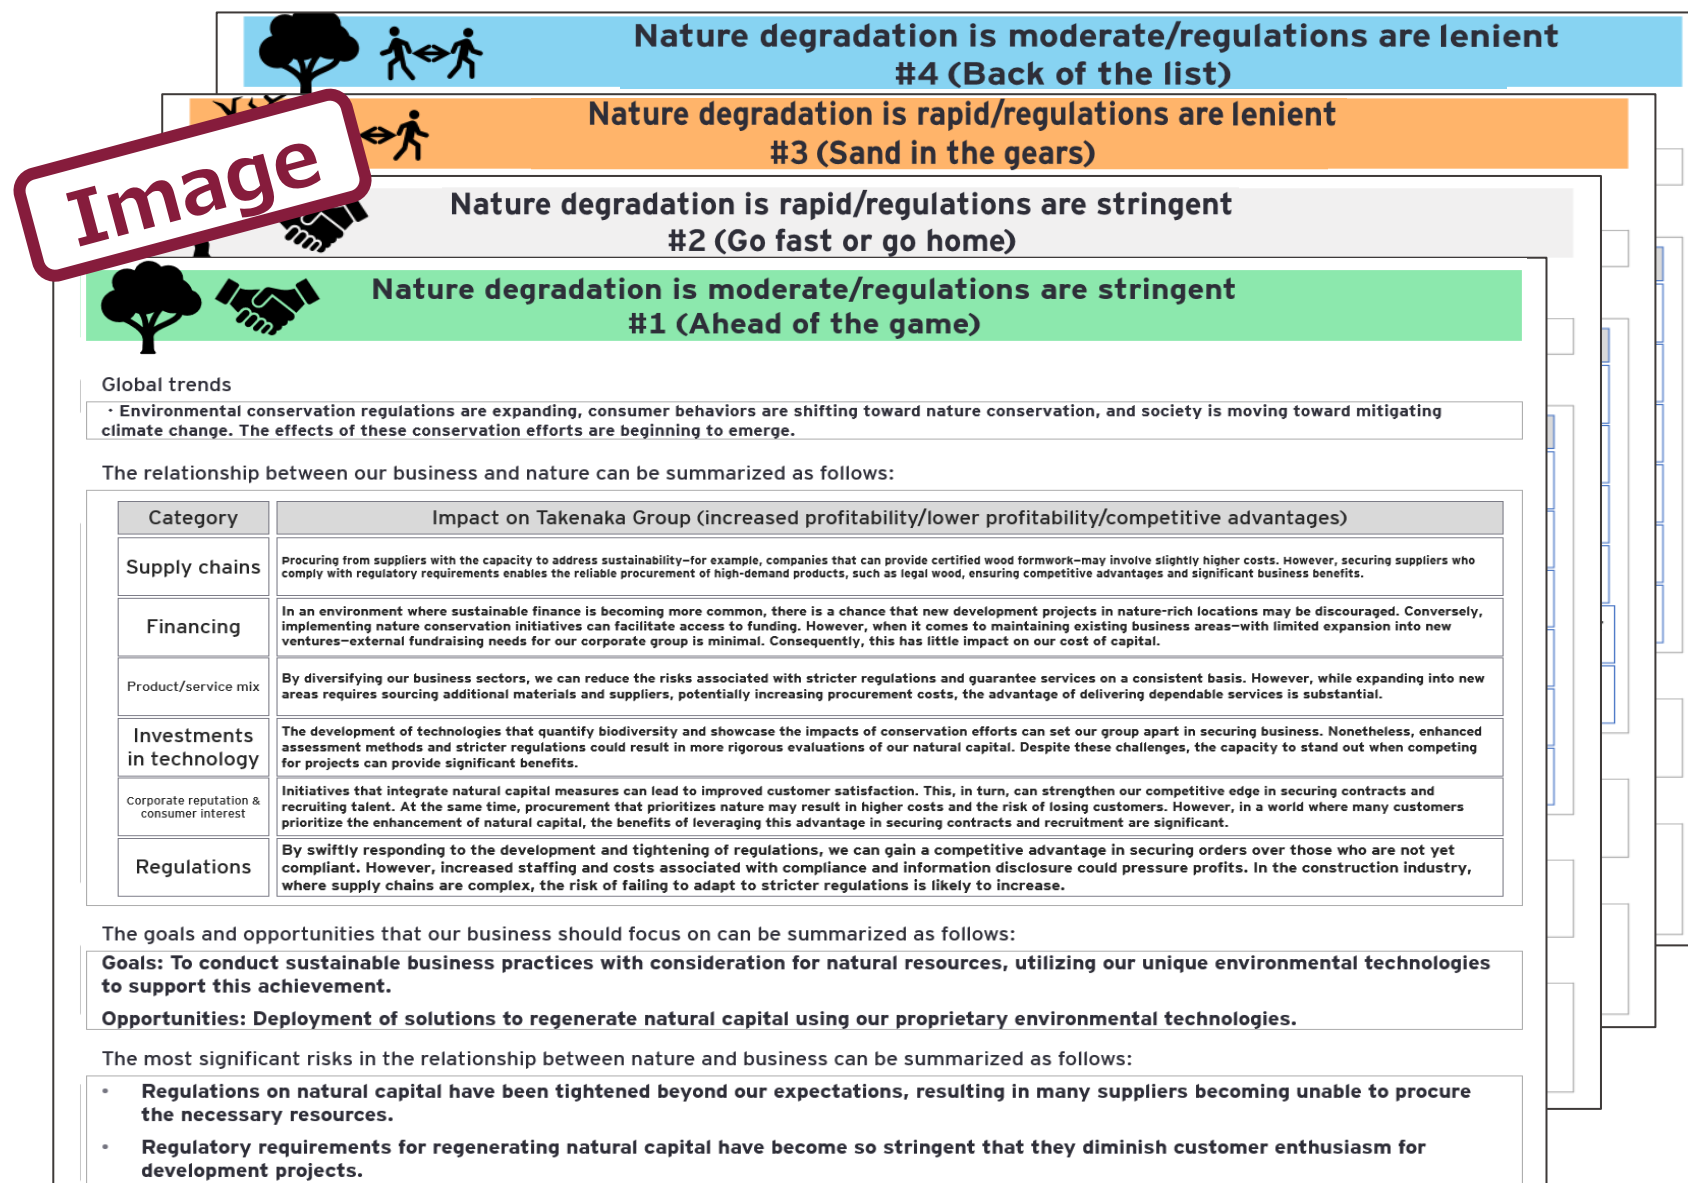 Nature degradation is moderate/regulations are lenient
#4 (Back of the list)
Nature degradation is rapid/regulations are lenient
#3 (Sand in the gears)
Image
Nature degradation is rapid/regulations are stringent
#2 (Go fast or go home)
Nature degradation is moderate/regulations are stringent
#1 (Ahead of the game)
Global trends
・Environmental conservation regulations are expanding, consumer behaviors are shifting toward nature conservation, and society is moving toward mitigating
climate change. The effects of these conservation efforts are beginning to emerge.
The relationship between our business and nature can be summarized as follows:
Category
Impact on Takenaka Group (increased profitability/lower profitability/competitive advantages)
Supply chains
Procuring from suppliers with the capacity to address sustainability—for example, companies that can provide certified wood formwork—may involve slightly higher costs. However, securing suppliers who
comply with regulatory requirements enables the reliable procurement of high-demand products, such as legal wood, ensuring competitive advantages and significant business benefits.
Financing
In an environment where sustainable finance is becoming more common, there is a chance that new development projects in nature-rich locations may be discouraged. Conversely,
implementing nature conservation initiatives can facilitate access to funding. However, when it comes to maintaining existing business areas—with limited expansion into new
ventures—external fundraising needs for our corporate group is minimal. Consequently, this has little impact on our cost of capital.
Product/service mix
By diversifying our business sectors, we can reduce the risks associated with stricter regulations and guarantee services on a consistent basis. However, while expanding into new
areas requires sourcing additional materials and suppliers, potentially increasing procurement costs, the advantage of delivering dependable services is substantial.
Investments
in technology
The development of technologies that quantify biodiversity and showcase the impacts of conservation efforts can set our group apart in securing business. Nonetheless, enhanced
assessment methods and stricter regulations could result in more rigorous evaluations of our natural capital. Despite these challenges, the capacity to stand out when competing
for projects can provide significant benefits.
Corporate reputation &
consumer interest
Initiatives that integrate natural capital measures can lead to improved customer satisfaction. This, in turn, can strengthen our competitive edge in securing contracts and
recruiting talent. At the same time, procurement that prioritizes nature may result in higher costs and the risk of losing customers. However, in a world where many customers
prioritize the enhancement of natural capital, the benefits of leveraging this advantage in securing contracts and recruitment are significant.
Regulations
By swiftly responding to the development and tightening of regulations, we can gain a competitive advantage in securing orders over those who are not yet
compliant. However, increased staffing and costs associated with compliance and information disclosure could pressure profits. In the construction industry,
where supply chains are complex, the risk of failing to adapt to stricter regulations is likely to increase.
The goals and opportunities that our business should focus on can be summarized as follows:
Goals: To conduct sustainable business practices with consideration for natural resources, utilizing our unique environmental technologies
to support this achievement.
Opportunities: Deployment of solutions to regenerate natural capital using our proprietary environmental technologies.
The most significant risks in the relationship between nature and business can be summarized as follows:
• Regulations on natural capital have been tightened beyond our expectations, resulting in many suppliers becoming unable to procure
the necessary resources.
• Regulatory requirements for regenerating natural capital have become so stringent that they diminish customer enthusiasm for
development projects.